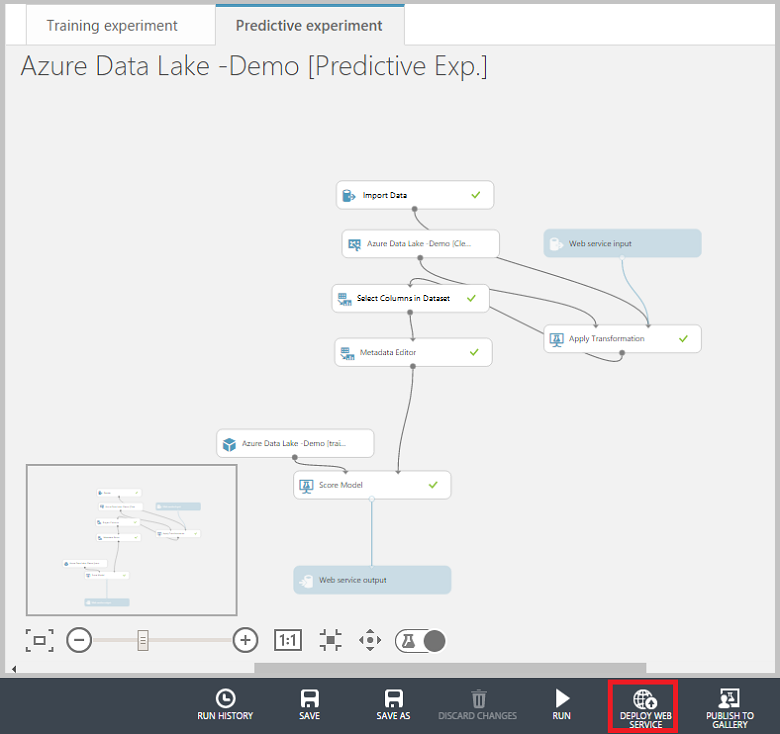 Training experiment
Predictive experiment
Azure Data Lake -Demo [Predictive Exp.]
Import Data
Azure Data Lake -Demo [Cle...
Web service input
Select Columns in Dataset
Apply Transformation
Metadata Editor
Azure Data Lake -Demo [trai...
Score Model
Web service output
1:1
RUN HISTORY
SAVE
SAVE AS
DISCARD CHANGES
RUN
DEPLOY WEB
SERVICE
PUBLISH TO
GALLERY